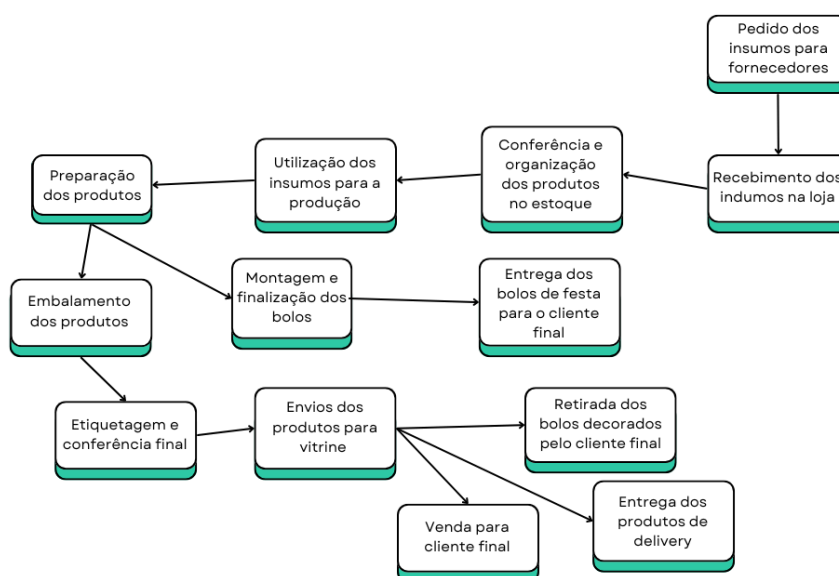 Pedido dos
insumos para
fornecedores
Recebimento dos
indumos na loja
Conferência e
organização
dos produtos
no estoque
Utilização dos
insumos para a
produção
Preparação
dos produtos
Montagem e
finalização dos
bolos
Entrega dos
bolos de festa
para o cliente
final
Embalamento
dos produtos
Etiquetagem e
conferência final
Envios dos
produtos para
vitrine
Retirada dos
bolos decorados
pelo cliente final
Entrega dos
produtos de
delivery
Venda para
cliente final